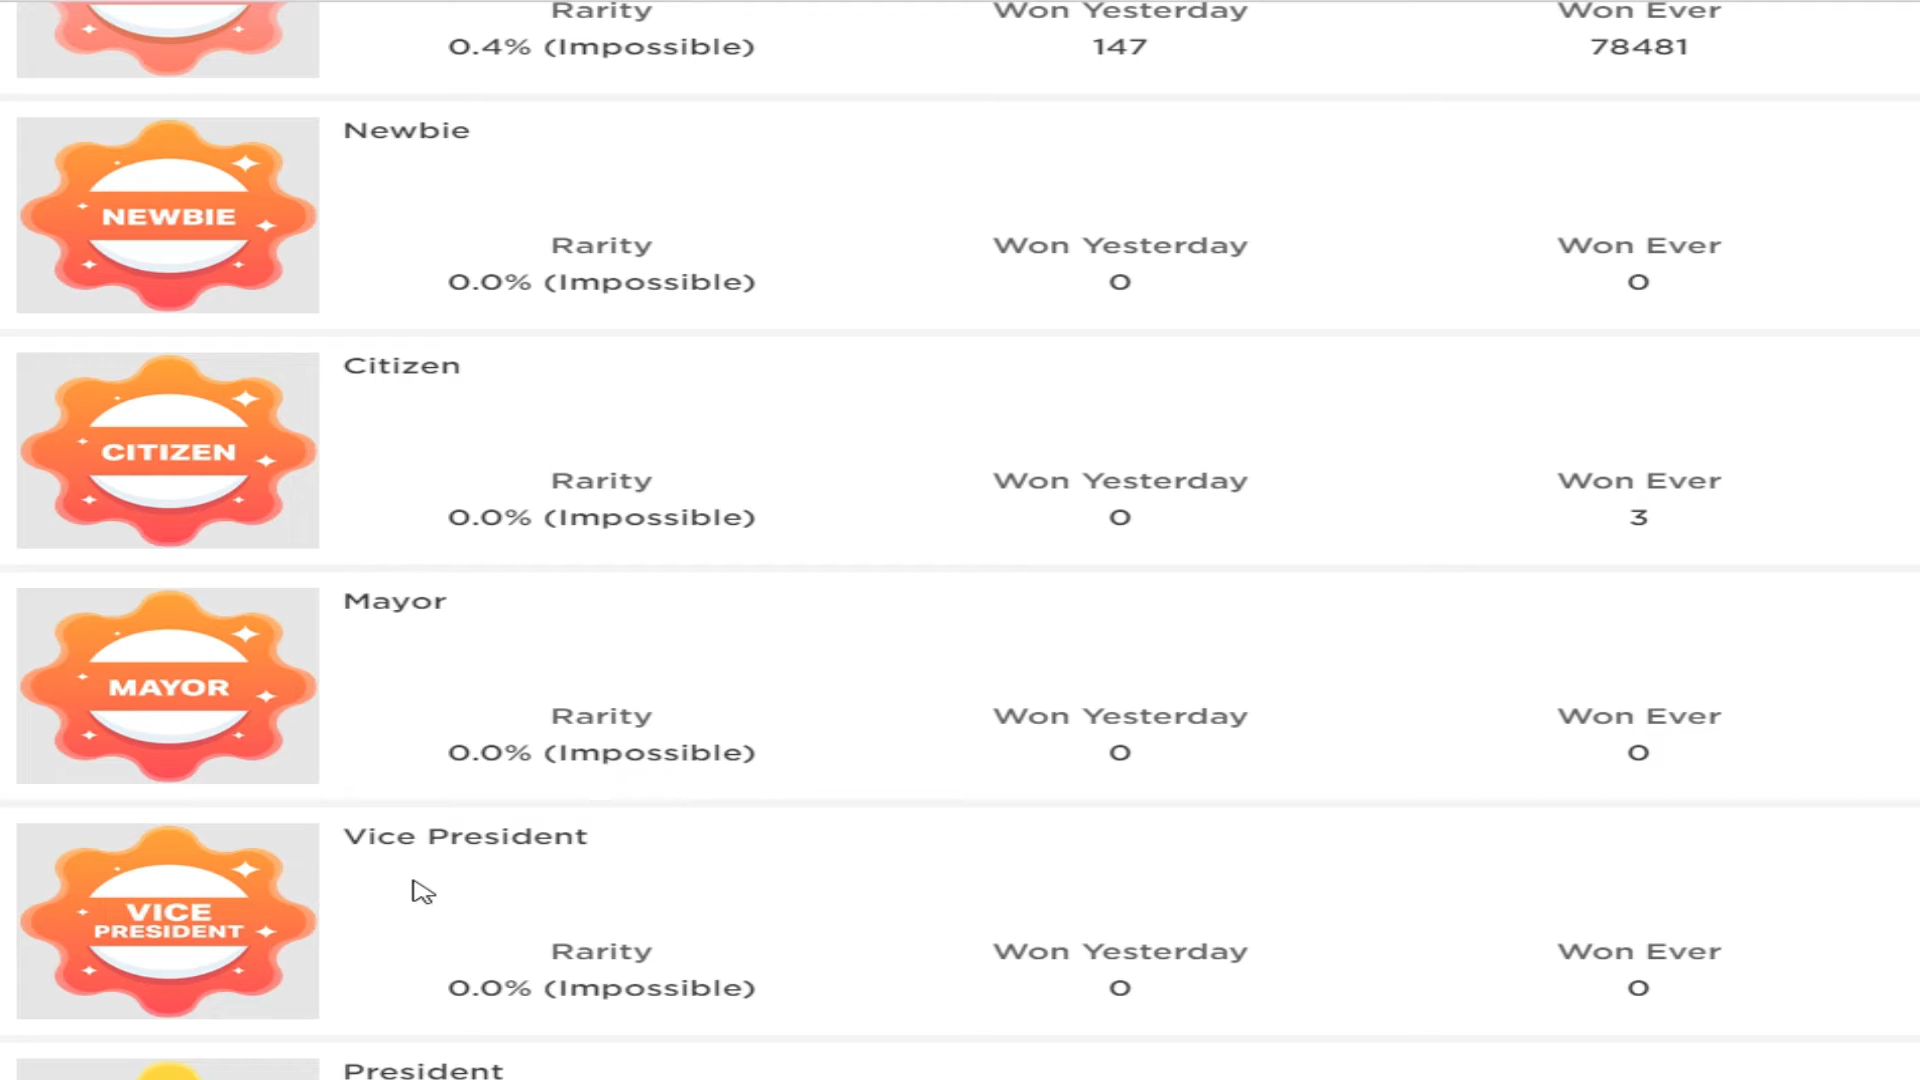 Rarity Won Yesterday Won Ever
0.4% (Impossible) 147 78481
Newbie
NEWBIE
Rarity Won Yesterday Won Ever
0.0% (Impossible) 0 0
Citizen
CITIZEN
Rarity Won Yesterday Won Ever
0.0% (Impossible) 0 3
Mayor
MAYOR
Rarity Won Yesterday Won Ever
0.0% (Impossible) 0 0
Vice President
VICE
PRESIDENT
Rarity Won Yesterday Won Ever
0.0% (Impossible) 0 0
President